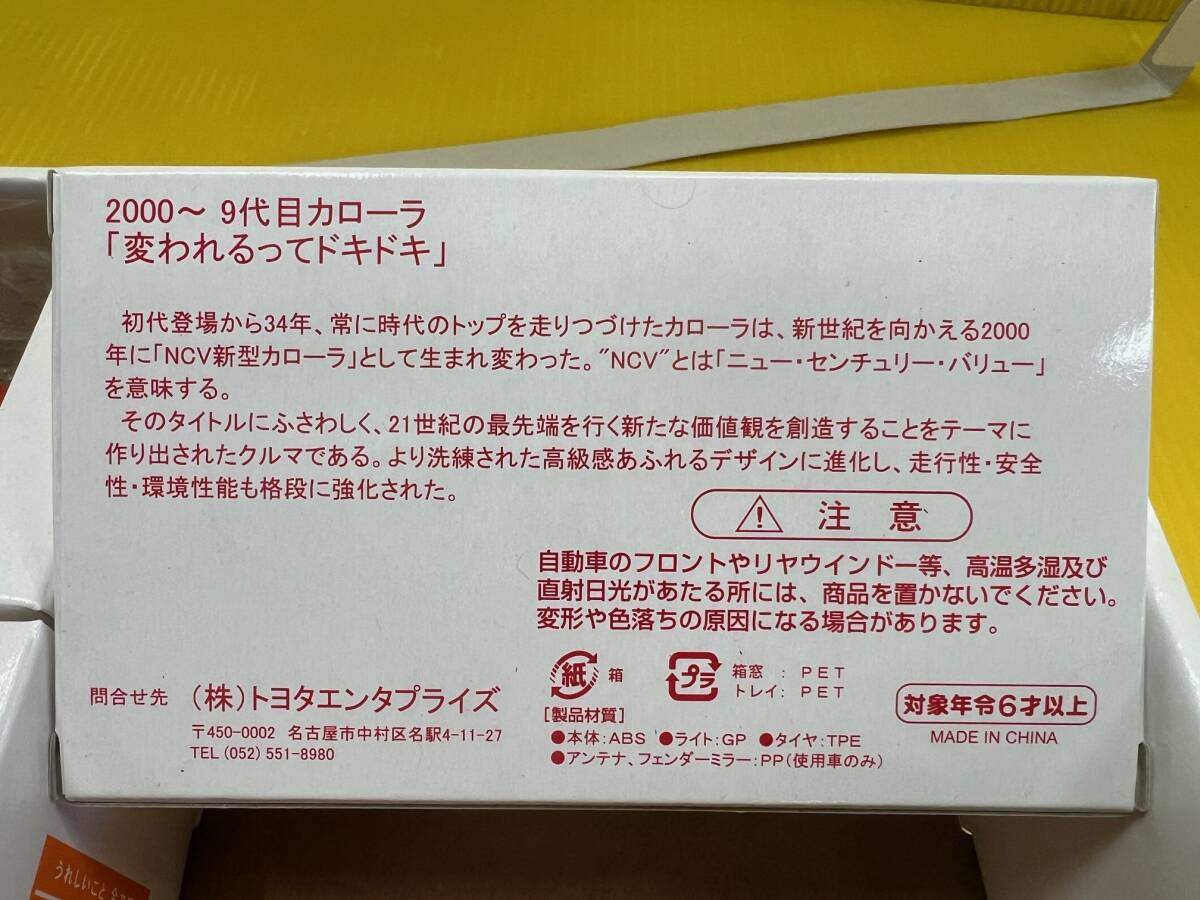 2000～ 9代目カローラ
「変われるってドキドキ」
初代登場から34年、常に時代のトップを走りつづけたカローラは、新世紀を向かえる2000
年に「NCV新型カローラ」として生まれ変わった。"NCV"とは「ニュー・センチュリー・バリュー」
を意味する。
そのタイトルにふさわしく、21世紀の最先端を行く新たな価値観を創造することをテーマに
作り出されたクルマである。より洗練された高級感あふれるデザインに進化し、走行性・安全
性・環境性能も格段に強化された。
注意
自動車のフロントやリヤウインドー等、高温多湿及び
直射日光があたる所には、商品を置かないでください。
変形や色落ちの原因になる場合があります。
紙 箱
プラ 箱窓 : PET
トレイ : PET
問合せ先 (株)トヨタエンタプライズ
〒450-0002 名古屋市中村区名駅4-11-27
TEL (052) 551-8980
[製品材質]
●本体:ABS ●ライト:GP ●タイヤ:TPE
●アンテナ、フェンダーミラー:PP(使用車のみ)
対象年令6才以上
MADE IN CHINA
うれしいこと